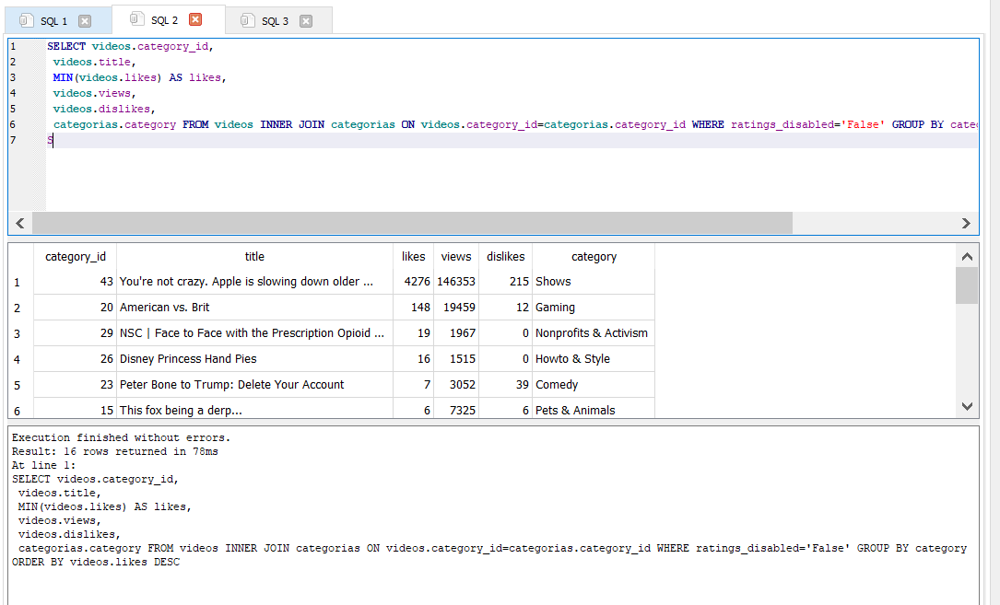 SQL 1 SQL 2 SQL 3
1 SELECT videos.category_id,
2 videos.title,
3 MIN(videos.likes) AS likes,
4 videos.views,
5 videos.dislikes,
6 categorias.category FROM videos INNER JOIN categorias ON videos.category_id=categorias.category_id WHERE ratings_disabled='False' GROUP BY categ
7 S
category_id title likes views dislikes category
1 43 You're not crazy. Apple is slowing down older ... 4276 146353 215 Shows
2 20 American vs. Brit 148 19459 12 Gaming
3 29 NSC | Face to Face with the Prescription Opioid ... 19 1967 0 Nonprofits & Activism
4 26 Disney Princess Hand Pies 16 1515 0 Howto & Style
5 23 Peter Bone to Trump: Delete Your Account 7 3052 39 Comedy
6 15 This fox being a derp... 6 7325 6 Pets & Animals
Execution finished without errors.
Result: 16 rows returned in 78ms
At line 1:
SELECT videos.category_id,
videos.title,
MIN(videos.likes) AS likes,
videos.views,
videos.dislikes,
categorias.category FROM videos INNER JOIN categorias ON videos.category_id=categorias.category_id WHERE ratings_disabled='False' GROUP BY category
ORDER BY videos.likes DESC